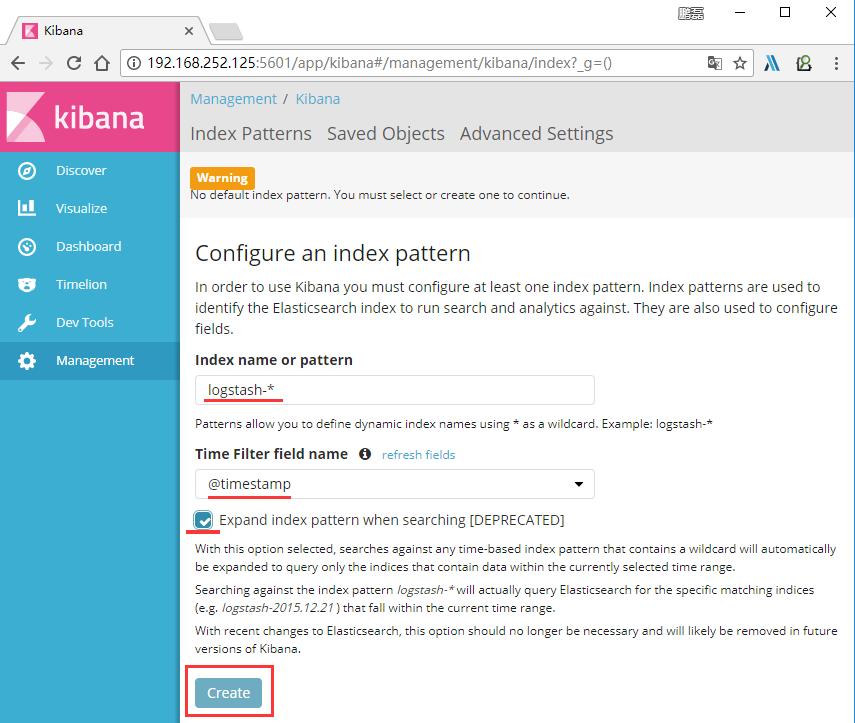 鹏磊
Kibana
192.168.252.125:5601/app/kibana#/management/kibana/index?_g=()
kibana
Management / Kibana
Index Patterns Saved Objects Advanced Settings
Discover
Visualize
Dashboard
Timelion
Dev Tools
Management
Warning
No default index pattern. You must select or create one to continue.
Configure an index pattern
In order to use Kibana you must configure at least one index pattern. Index patterns are used to
identify the Elasticsearch index to run search and analytics against. They are also used to configure
fields.
Index name or pattern
logstash-*
Patterns allow you to define dynamic index names using * as a wildcard. Example: logstash-*
Time Filter field name refresh fields
@timestamp
Expand index pattern when searching [DEPRECATED]
With this option selected, searches against any time-based index pattern that contains a wildcard will automatically
be expanded to query only the indices that contain data within the currently selected time range.
Searching against the index pattern logstash-* will actually query Elasticsearch for the specific matching indices
(e.g. logstash-2015.12.21 ) that fall within the current time range.
With recent changes to Elasticsearch, this option should no longer be necessary and will likely be removed in future
versions of Kibana.
Create